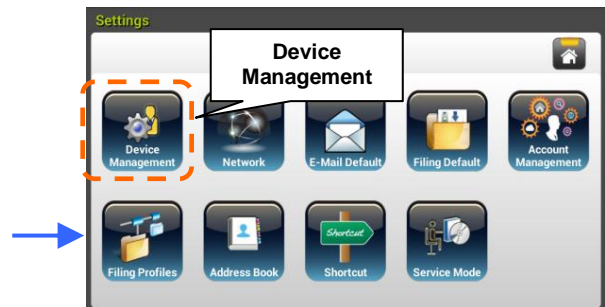 Settings
Device
Management
Device
Management
Network
E-Mail Default
Filing Default
Account
Management
Filing Profiles
Address Book
Shortcut
Shortcut
Service Mode